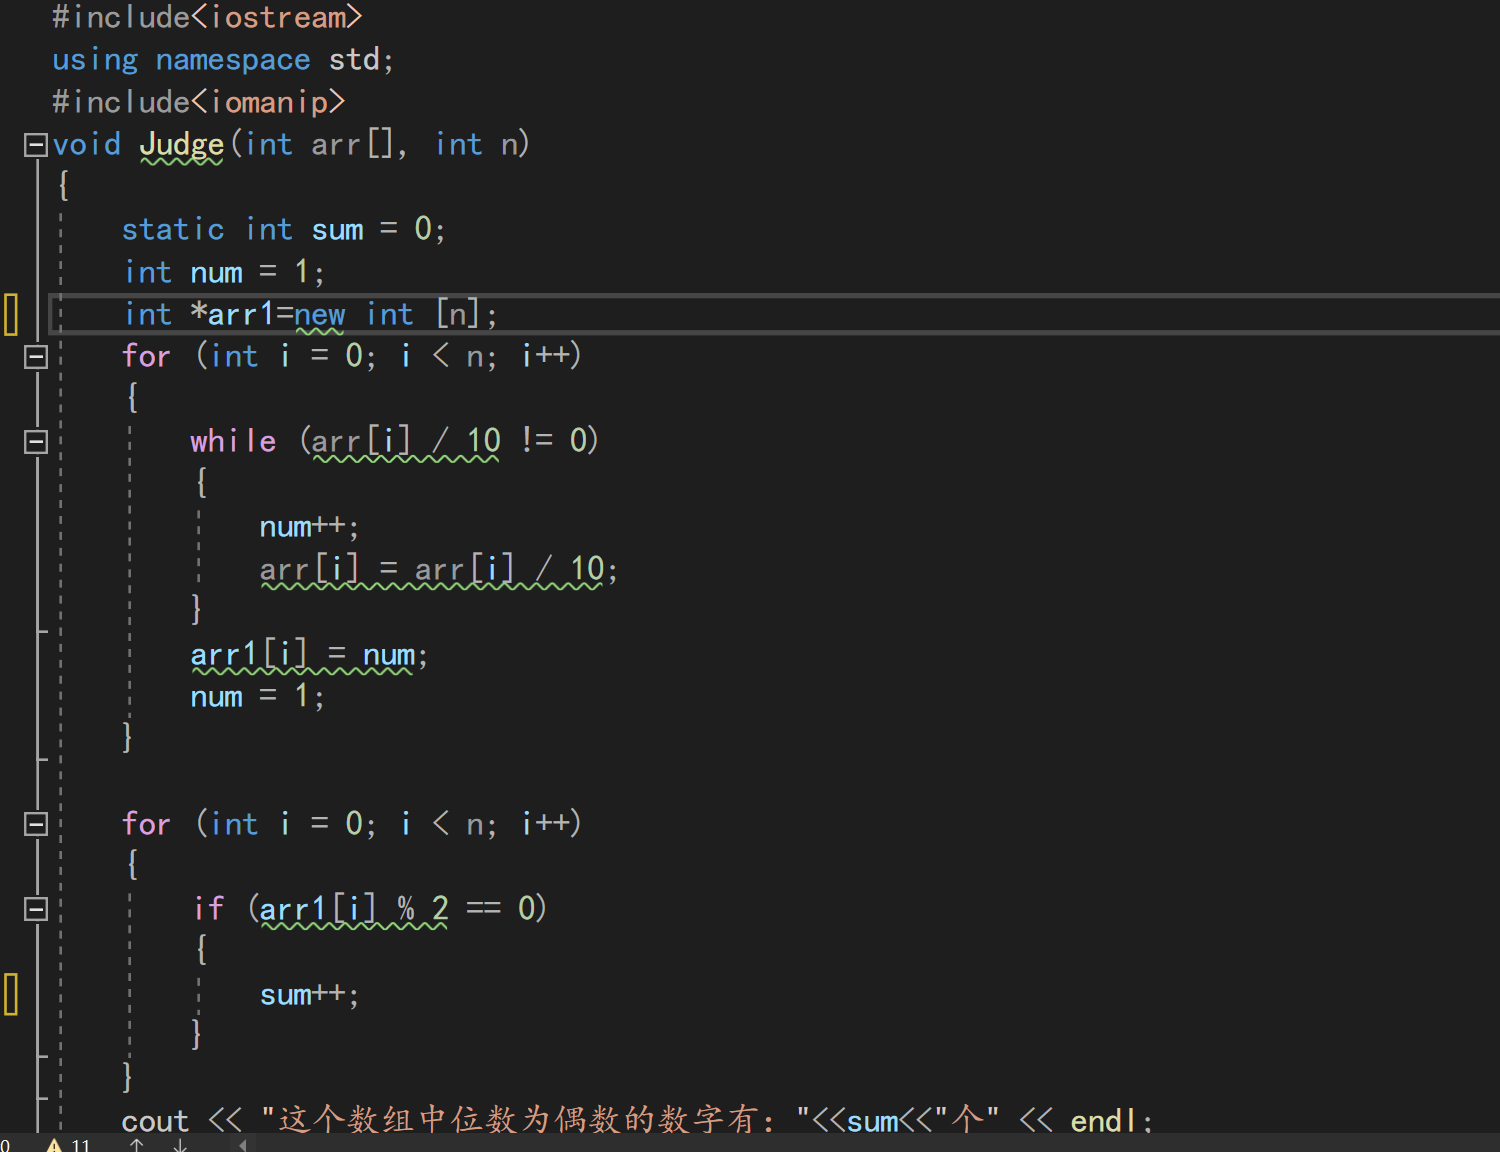 #include<iostream>
using namespace std;
#include<iomanip>
void Judge(int arr[], int n)
{
static int sum = 0;
int num = 1;
int *arr1=new int [n];
for (int i = 0; i < n; i++)
{
while (arr[i] / 10 != 0)
{
num++;
arr[i] = arr[i] / 10;
}
arr1[i] = num;
num = 1;
}
for (int i = 0; i < n; i++)
{
if (arr1[i] % 2 == 0)
{
sum++;
}
}
cout << "这个数组中位数为偶数的数字有: "<<sum<<"个" << endl;
0 11